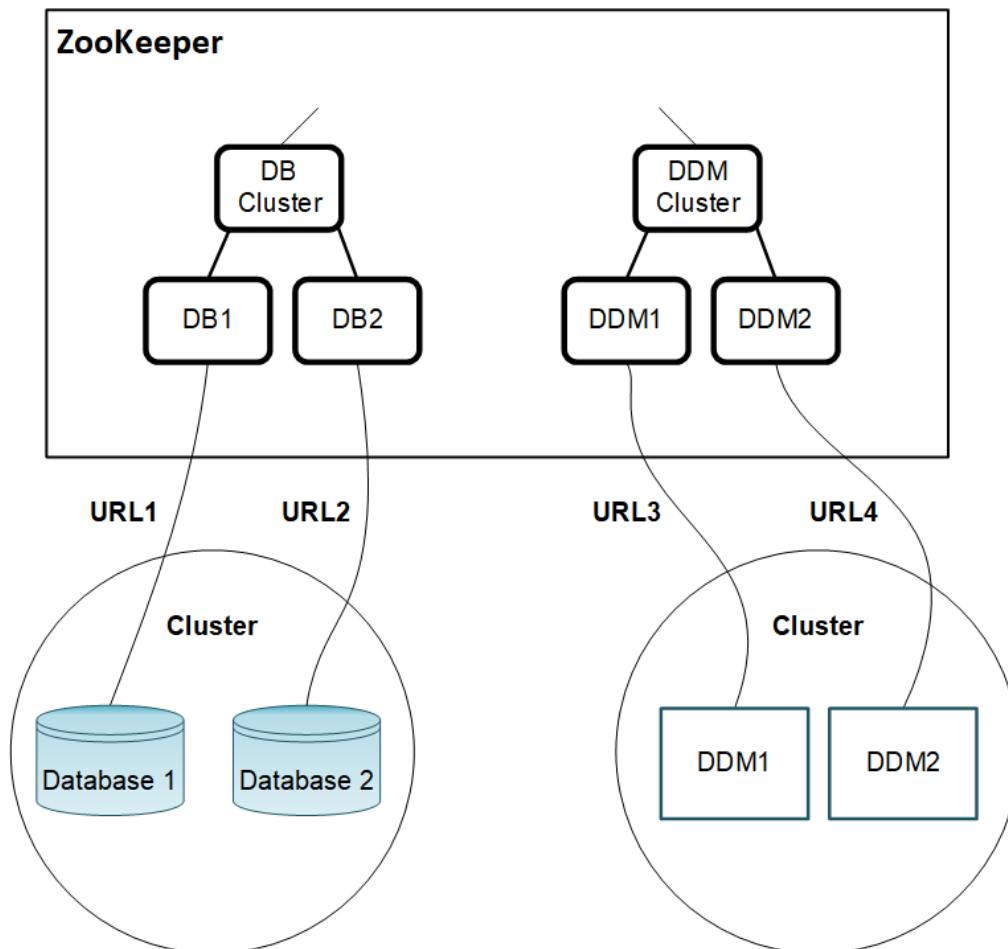 ZooKeeper
DB
Cluster
DDM
Cluster
DB1
DB2
DDM1
DDM2
URL1
URL2
URL3
URL4
Cluster
Cluster
Database 1
Database 2
DDM1
DDM2